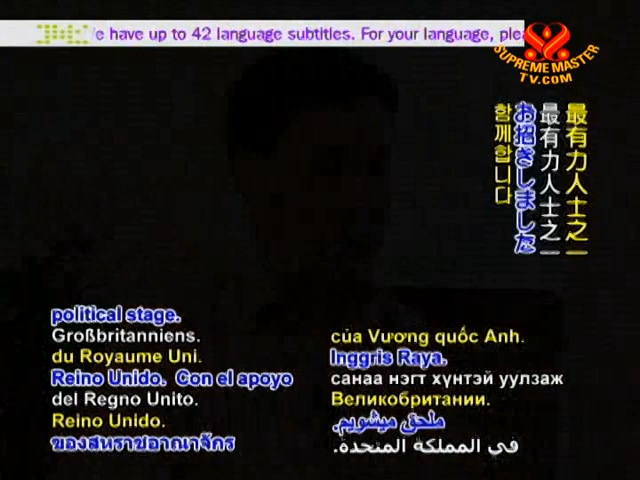 e have up to 42 language subtitles. For your language, plea
SUPREME MASTER
TV.COM
最有力人士之一
最有力人士之一
お招きしました
함께합니다
political stage.
Großbritanniens.
du Royaume Uni.
Reino Unido. Con el apoyo
del Regno Unito.
Reino Unido.
ของสหราชอาณาจักร
của Vương quốc Anh.
Inggris Raya.
санаа нэгт хүнтэй уулзаж
Великобритании.
ملحق میشویم.
في المملكة المتحدة.